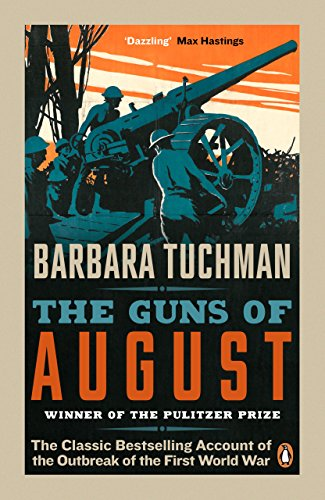 ‘Dazzling’ Max Hastings
BARBARA TUCHMAN
THE GUNS OF
AUGUST
WINNER OF THE PULITZER PRIZE
The Classic Bestselling Account of
the Outbreak of the First World War